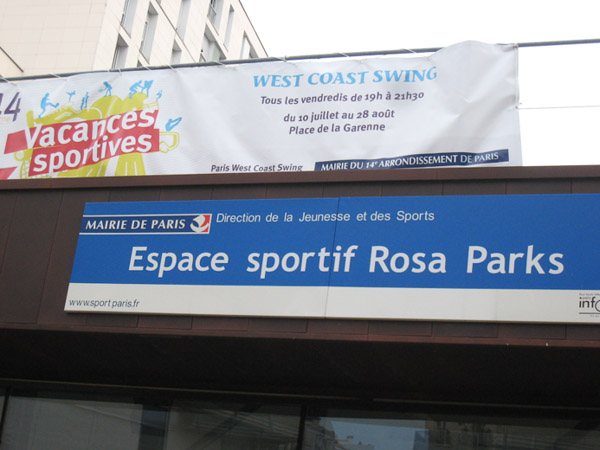 44
Vacances
sportives
WEST COAST SWING
Tous les vendredis de 19h à 21h30
du 10 juillet au 28 août
Place de la Garenne
Paris West Coast Swing
MAIRIE DU 14e ARRONDISSEMENT DE PARIS
MAIRIE DE PARIS
Direction de la Jeunesse et des Sports
Espace sportif Rosa Parks
www.sport.paris.fr